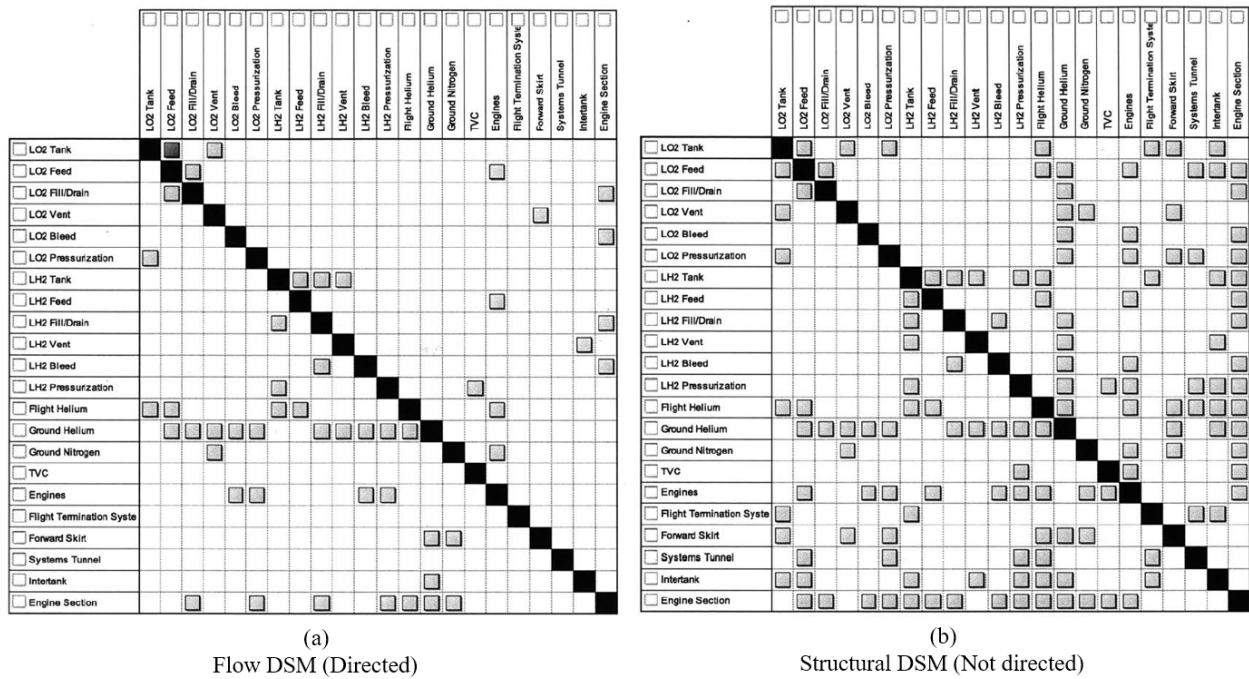 LO2 Tank
LO2 Feed
LO2 Fill/Drain
LO2 Vent
LO2 Bleed
LO2 Pressurization
LH2 Tank
LH2 Feed
LH2 Fill/Drain
LH2 Vent
LH2 Bleed
LH2 Pressurization
Flight Helium
Ground Helium
Ground Nitrogen
TVC
Engines
Flight Termination Syste
Forward Skirt
Systems Tunnel
Intertank
Engine Section
LO2 Tank
LO2 Feed
LO2 Fill/Drain
LO2 Vent
LO2 Bleed
LO2 Pressurization
LH2 Tank
LH2 Feed
LH2 Fill/Drain
LH2 Vent
LH2 Bleed
LH2 Pressurization
Flight Helium
Ground Helium
Ground Nitrogen
TVC
Engines
Flight Termination Syste
Forward Skirt
Systems Tunnel
Intertank
Engine Section
(a)
Flow DSM (Directed)
LO2 Tank
LO2 Feed
LO2 Fill/Drain
LO2 Vent
LO2 Bleed
LO2 Pressurization
LH2 Tank
LH2 Feed
LH2 Fill/Drain
LH2 Vent
LH2 Bleed
LH2 Pressurization
Flight Helium
Ground Helium
Ground Nitrogen
TVC
Engines
Flight Termination Syste
Forward Skirt
Systems Tunnel
Intertank
Engine Section
LO2 Tank
LO2 Feed
LO2 Fill/Drain
LO2 Vent
LO2 Bleed
LO2 Pressurization
LH2 Tank
LH2 Feed
LH2 Fill/Drain
LH2 Vent
LH2 Bleed
LH2 Pressurization
Flight Helium
Ground Helium
Ground Nitrogen
TVC
Engines
Flight Termination Syste
Forward Skirt
Systems Tunnel
Intertank
Engine Section
(b)
Structural DSM (Not directed)